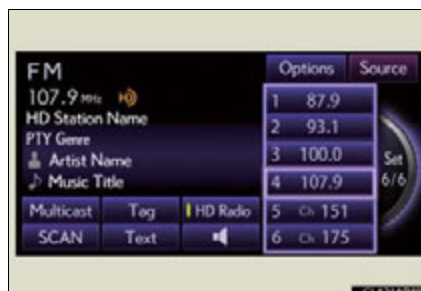 FM
Options
Source
107.9 MHz
HD Station Name
PTY Genre
Artist Name
Music Title
1 87.9
2 93.1
3 100.0
4 107.9
5 Ch 151
6 Ch 175
Set
6/6
Multicast
Tag
HD Radio
SCAN
Text